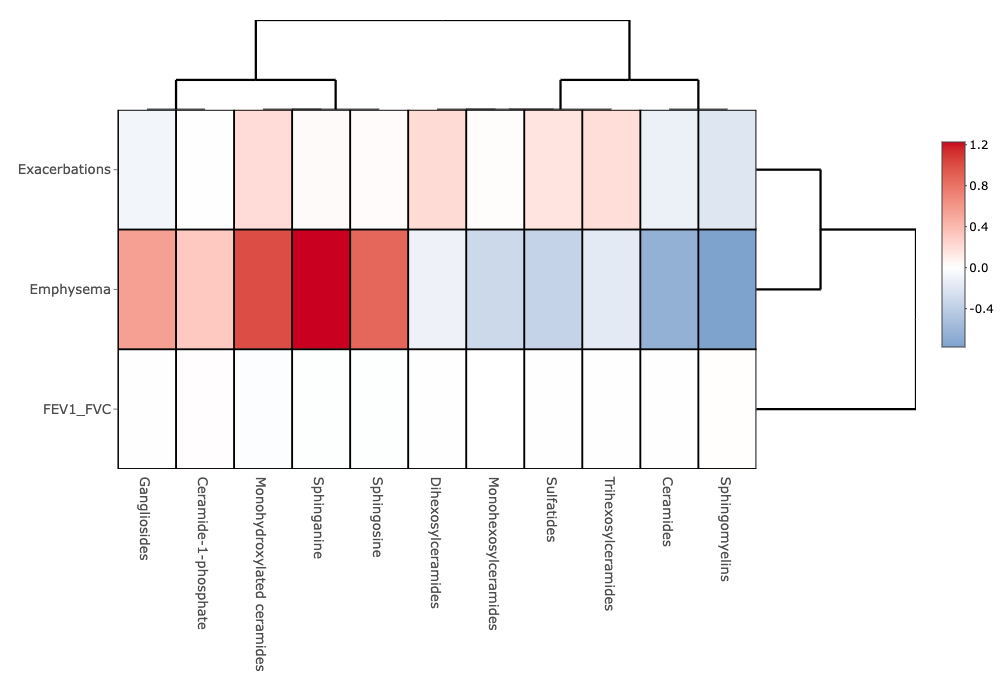 Exacerbations
Emphysema
FEV1_FVC
Gangliosides
Ceramide-1-phosphate
Monohydroxylated ceramides
Sphinganine
Sphingosine
Dihexosylceramides
Monohexosylceramides
Sulfatides
Trihexosylceramides
Ceramides
Sphingomyelins
1.2
0.8
0.4
0.0
-0.4